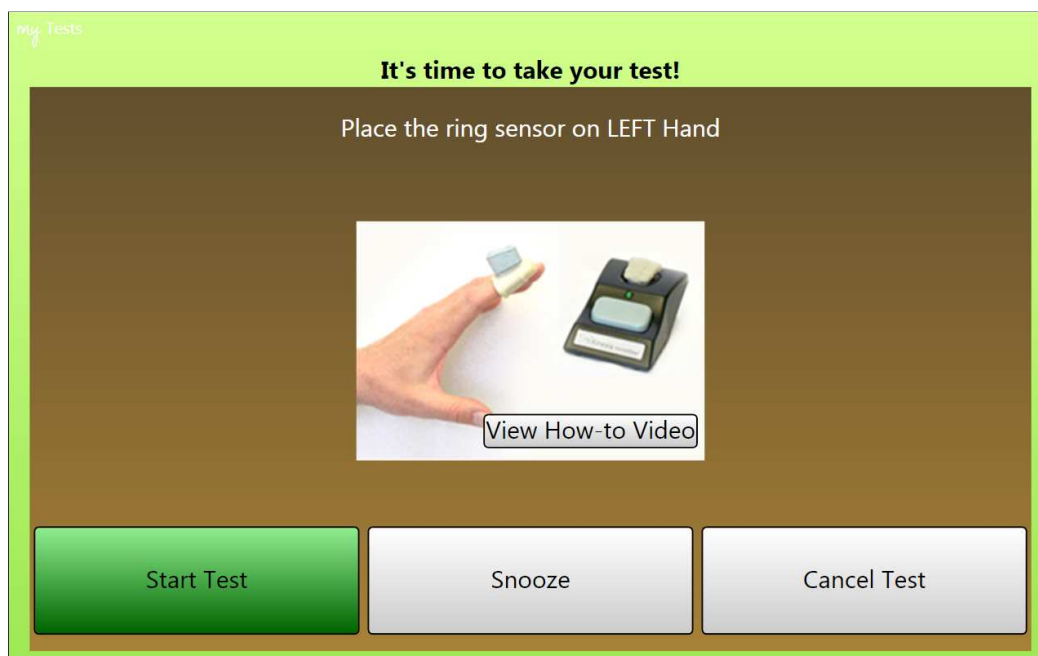 my Tests
It's time to take your test!
Place the ring sensor on LEFT Hand
View How-to Video
Start Test
Snooze
Cancel Test